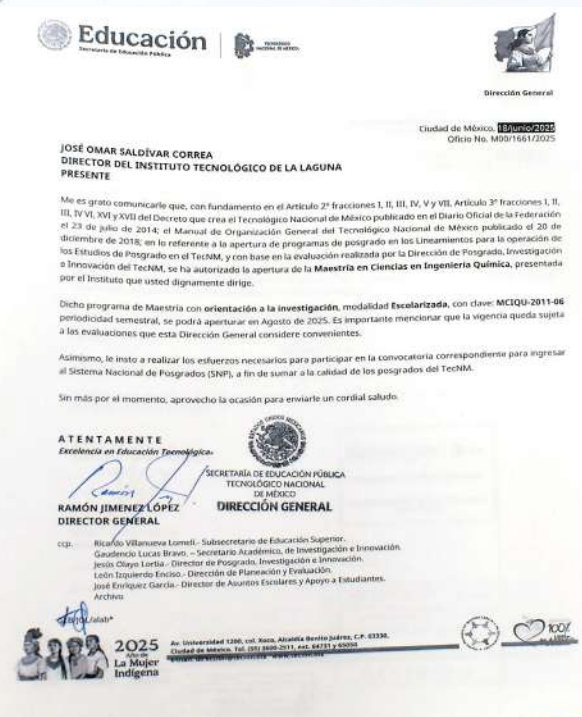 Educación
Secretaría de Educación Pública
TECNOLÓGICO
NACIONAL DE MÉXICO
Dirección General
Ciudad de México, 18/junio/2025
Oficio No. M00/1661/2025
JOSÉ OMAR SALDÍVAR CORREA
DIRECTOR DEL INSTITUTO TECNOLÓGICO DE LA LAGUNA
PRESENTE
Me es grato comunicarle que, con fundamento en el Artículo 2° fracciones I, II, III, IV, V y VII, Artículo 3° fracciones I, II,
III, IV VI, XVI y XVII del Decreto que crea el Tecnológico Nacional de México publicado en el Diario Oficial de la Federación
el 23 de julio de 2014; el Manual de Organización General del Tecnológico Nacional de México publicado el 20 de
diciembre de 2018; en lo referente a la apertura de programas de posgrado en los Lineamientos para la operación de
los Estudios de Posgrado en el TecNM, y con base en la evaluación realizada por la Dirección de Posgrado, Investigación
e Innovación del TecNM, se ha autorizado la apertura de la Maestría en Ciencias en Ingeniería Química, presentada
por el Instituto que usted dignamente dirige.
Dicho programa de Maestría con orientación a la investigación, modalidad Escolarizada, con clave: MCIQU-2011-06
periodicidad semestral, se podrá aperturar en Agosto de 2025. Es importante mencionar que la vigencia queda sujeta
a las evaluaciones que esta Dirección General considere convenientes.
Asimismo, le insto a realizar los esfuerzos necesarios para participar en la convocatoria correspondiente para ingresar
al Sistema Nacional de Posgrados (SNP), a fin de sumar a la calidad de los posgrados del TecNM.
Sin más por el momento, aprovecho la ocasión para enviarle un cordial saludo.
ATENTAMENTE
Excelencia en Educación Tecnológica®
SECRETARÍA DE EDUCACIÓN PÚBLICA
TECNOLÓGICO NACIONAL
DE MÉXICO
DIRECCIÓN GENERAL
RAMÓN JIMENEZ LÓPEZ
DIRECTOR GENERAL
ccp. Ricardo Villanueva Lomelí.- Subsecretario de Educación Superior.
Gaudencio Lucas Bravo. – Secretario Académico, de Investigación e Innovación.
Jesús Olayo Lortia.- Director de Posgrado, Investigación e Innovación.
León Izquierdo Enciso.- Dirección de Planeación y Evaluación.
José Enríquez García.- Director de Asuntos Escolares y Apoyo a Estudiantes.
Archivo
2025
Año de
La Mujer
Indígena
Av. Universidad 1200, col. Xoco, Alcaldía Benito Juárez, C.P. 03330,
Ciudad de México. Tel. (55) 3600-2511, ext. 64731 y 65064
100%